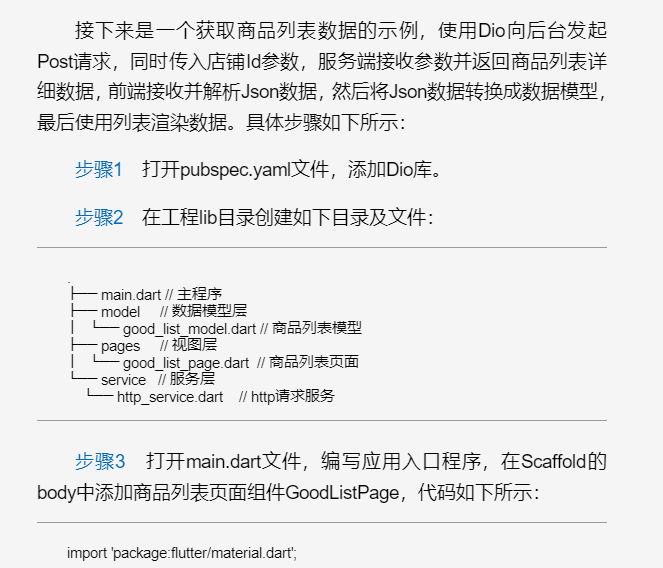 接下来是一个获取商品列表数据的示例，使用Dio向后台发起
Post请求，同时传入店铺Id参数，服务端接收参数并返回商品列表详
细数据，前端接收并解析Json数据，然后将Json数据转换成数据模型，
最后使用列表渲染数据。具体步骤如下所示：
步骤1 打开pubspec.yaml文件，添加Dio库。
步骤2 在工程lib目录创建如下目录及文件：
.
├── main.dart // 主程序
├── model // 数据模型层
│ └── good_list_model.dart // 商品列表模型
├── pages // 视图层
│ └── good_list_page.dart // 商品列表页面
└── service // 服务层
└── http_service.dart // http请求服务
步骤3 打开main.dart文件，编写应用入口程序，在Scaffold的
body中添加商品列表页面组件GoodListPage，代码如下所示：
import 'package:flutter/material.dart';